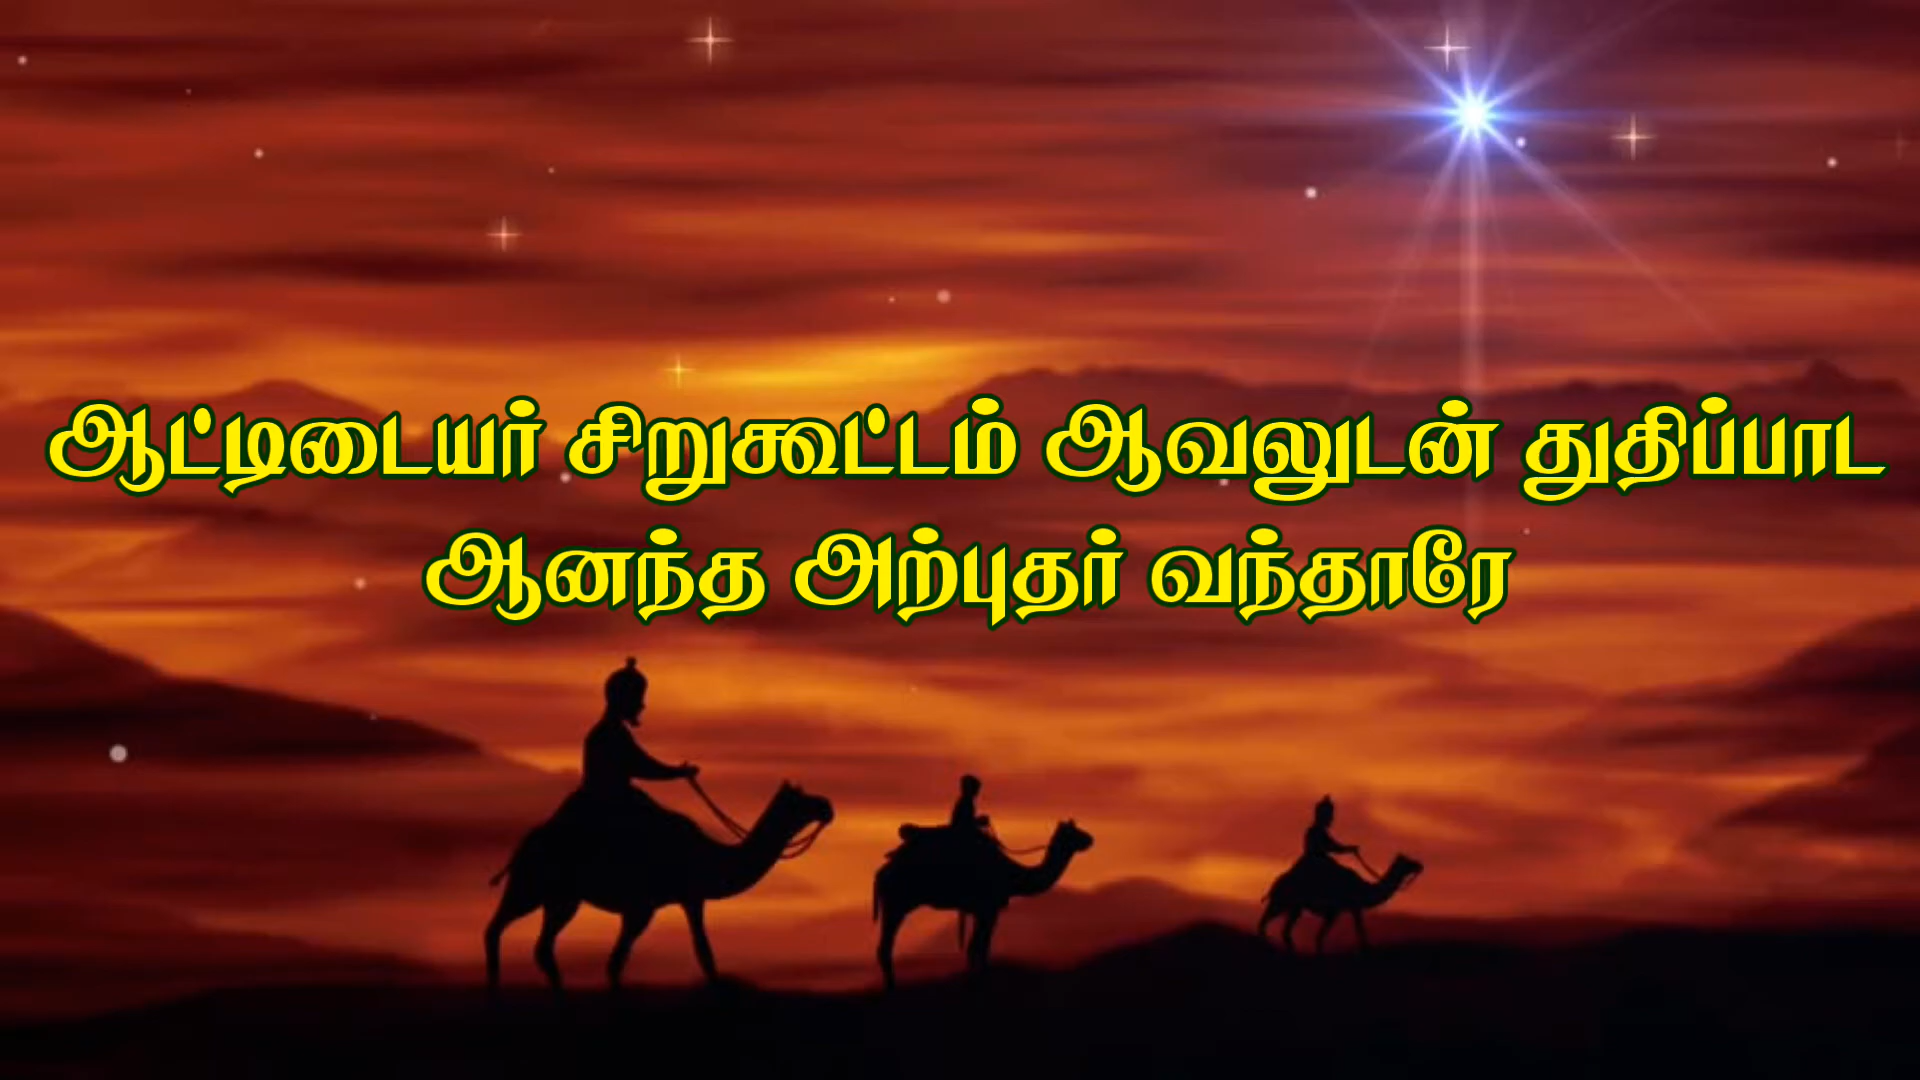 ஆட்டிடையர் சிறுகூட்டம் ஆவலுடன் துதிப்பாட
ஆனந்த அற்புதர் வந்தாரே